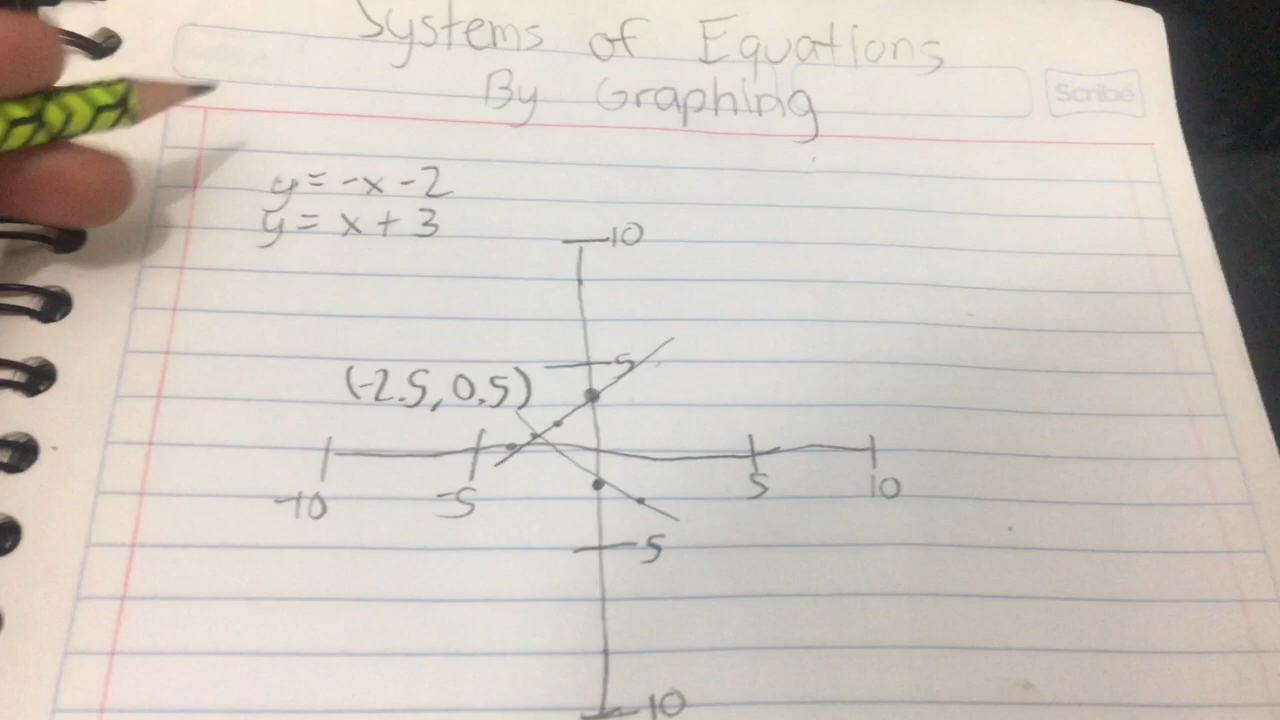 Systems of Equations
By Graphing
Scribe
y = -x - 2
y = x + 3
10
5
(-2.5, 0.5)
-10
-5
5
10
-5
-10